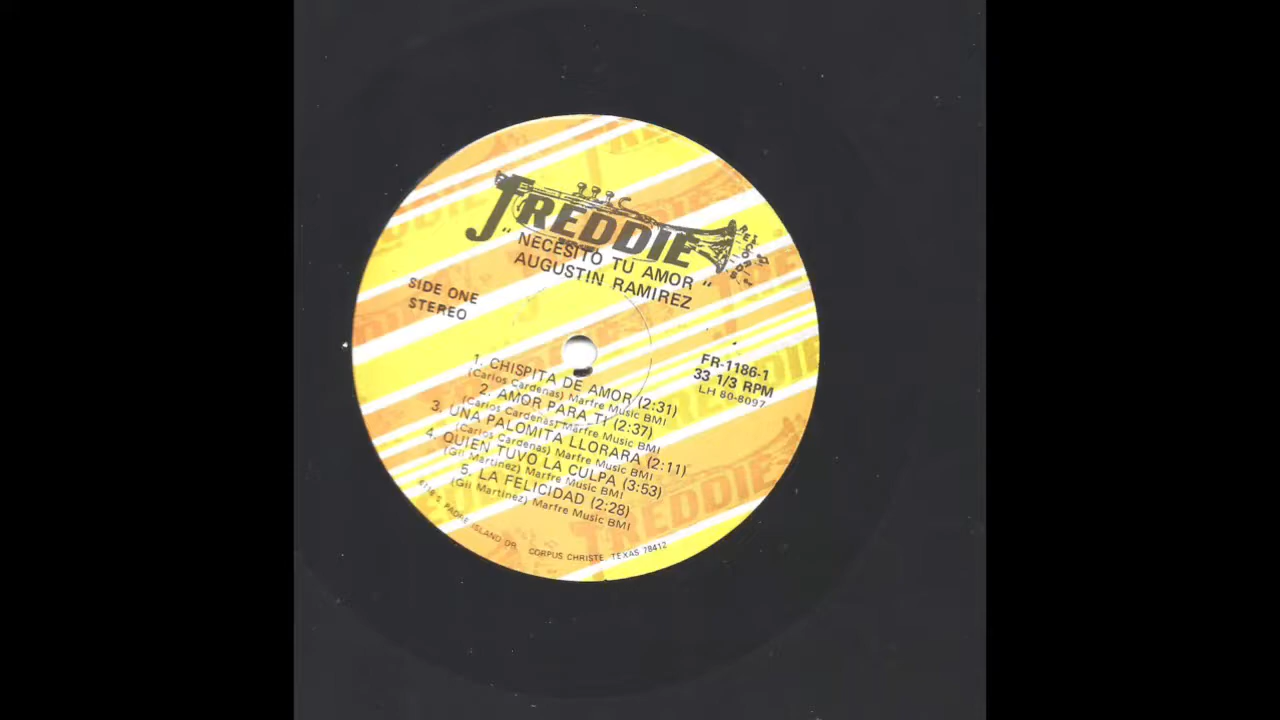 FREDDIE
RECORDS
" NECESITO TU AMOR "
AUGUSTIN RAMIREZ
SIDE ONE
STEREO
FR-1186-1
33 1/3 RPM
LH 80-8097
1. CHISPITA DE AMOR (2:31)
(Carlos Cardenas) Marfre Music BMI
2. AMOR PARA TI (2:37)
(Carlos Cardenas) Marfre Music BMI
3. UNA PALOMITA LLORARA (2:11)
(Carlos Cardenas) Marfre Music BMI
4. QUIEN TUVO LA CULPA (3:53)
(Gil Martinez) Marfre Music BMI
5. LA FELICIDAD (2:28)
(Gil Martinez) Marfre Music BMI
S. PADRE ISLAND DR. CORPUS CHRISTE, TEXAS 78412